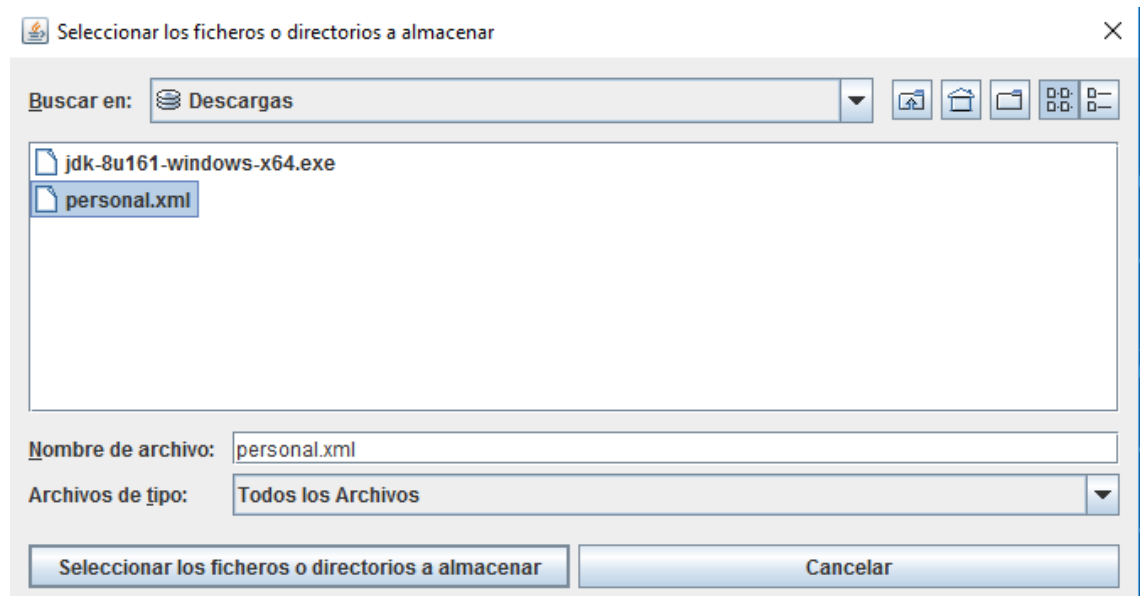 Seleccionar los ficheros o directorios a almacenar
Buscar en: Descargas
jdk-8u161-windows-x64.exe
personal.xml
Nombre de archivo: personal.xml
Archivos de tipo: Todos los Archivos
Seleccionar los ficheros o directorios a almacenar Cancelar